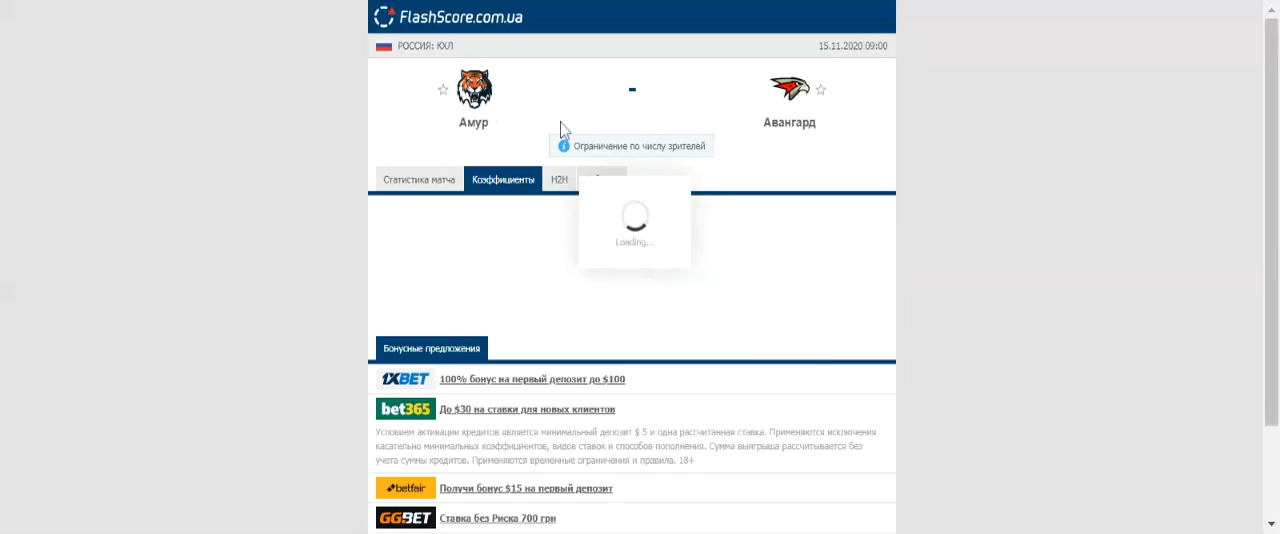 FlashScore.com.ua
РОССИЯ: КХЛ
15.11.2020 09:00
-
Амур
Авангард
Ограничение по числу зрителей
Статистика матча
Коэффициенты
H2H
Loading...
Бонусные предложения
1XBET
100% бонус на первый депозит до $100
bet365
До $30 на ставки для новых клиентов
Условием активации кредитов является минимальный депозит $ 5 и одна рассчитанная ставка. Применяются исключения
касательно минимальных коэффициентов, видов ставок и способов пополнения. Сумма выигрыша рассчитывается без
учета суммы кредитов. Применяются временные ограничения и правила. 18+
betfair
Получи бонус $15 на первый депозит
GGBET
Ставка без Риска 700 грн